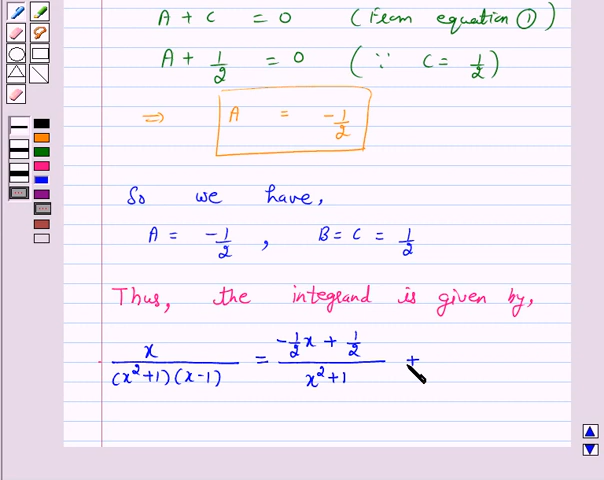 A + C = 0 (From equation ①)
A + 1/2 = 0 (∵ C = 1/2)
⇒ A = -1/2
So we have,
A = -1/2 , B = C = 1/2
Thus, the integrand is given by,
x/((x²+1)(x-1)) = (-1/2 x + 1/2)/(x²+1) +